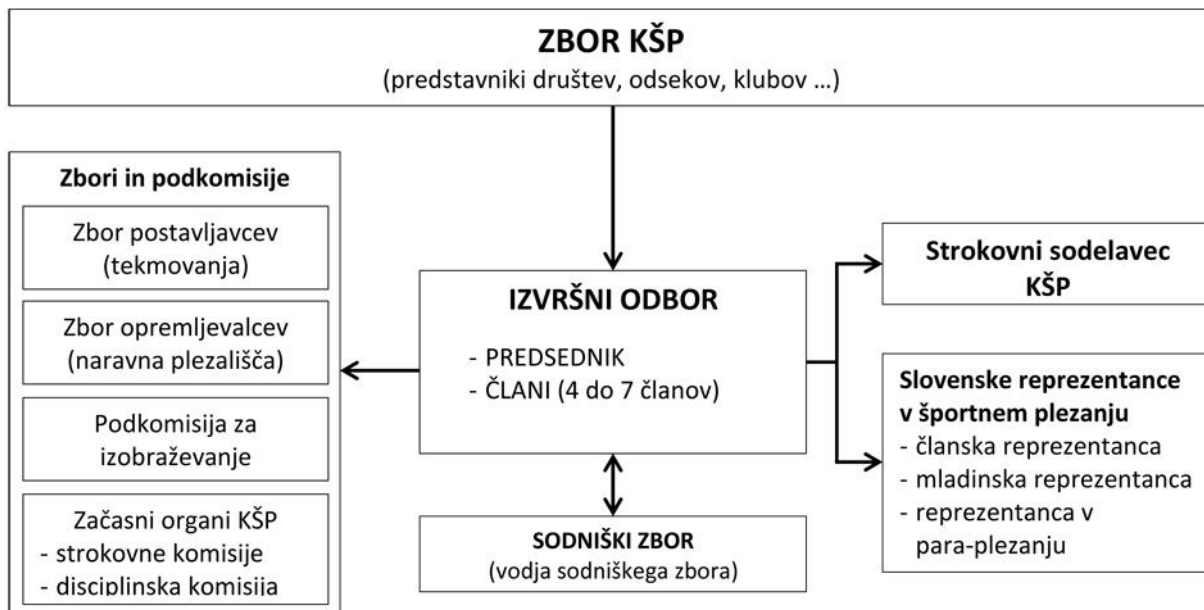 ZBOR KŠP
(predstavniki društev, odsekov, klubov …)
Zbori in podkomisije
Zbor postavljavcev
(tekmovanja)
Zbor opremljevalcev
(naravna plezališča)
Podkomisija za
izobraževanje
Začasni organi KŠP
- strokovne komisije
- disciplinska komisija
IZVRŠNI ODBOR
- PREDSEDNIK
- ČLANI (4 do 7 članov)
SODNIŠKI ZBOR
(vodja sodniškega zbora)
Strokovni sodelavec
KŠP
Slovenske reprezentance
v športnem plezanju
- članska reprezentanca
- mladinska reprezentanca
- reprezentanca v
para-plezanju